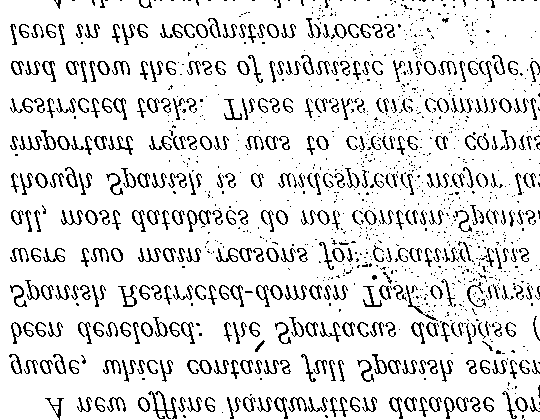 A new offline handwritten database for
guage, which contains full Spanish senten
been developed: the Spartacus database (
Spanish Restricted-domain Task of Cursiv
were two main reasons for creating this
all, most databases do not contain Spanis
though Spanish is a widespread major lan
important reason was to create a corpus
restricted tasks. These tasks are commonly
and allow the use of linguistic knowledge b
level in the recognition process.